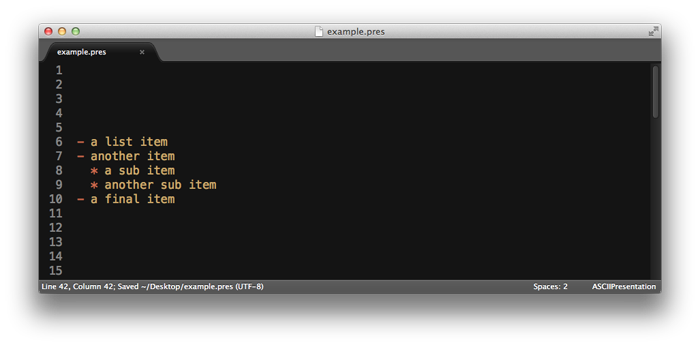 example.pres
example.pres ×
1
2
3
4
5
6 - a list item
7 - another item
8 * a sub item
9 * another sub item
10 - a final item
11
12
13
14
15
Line 42, Column 42; Saved ~/Desktop/example.pres (UTF-8) Spaces: 2 ASCIIPresentation